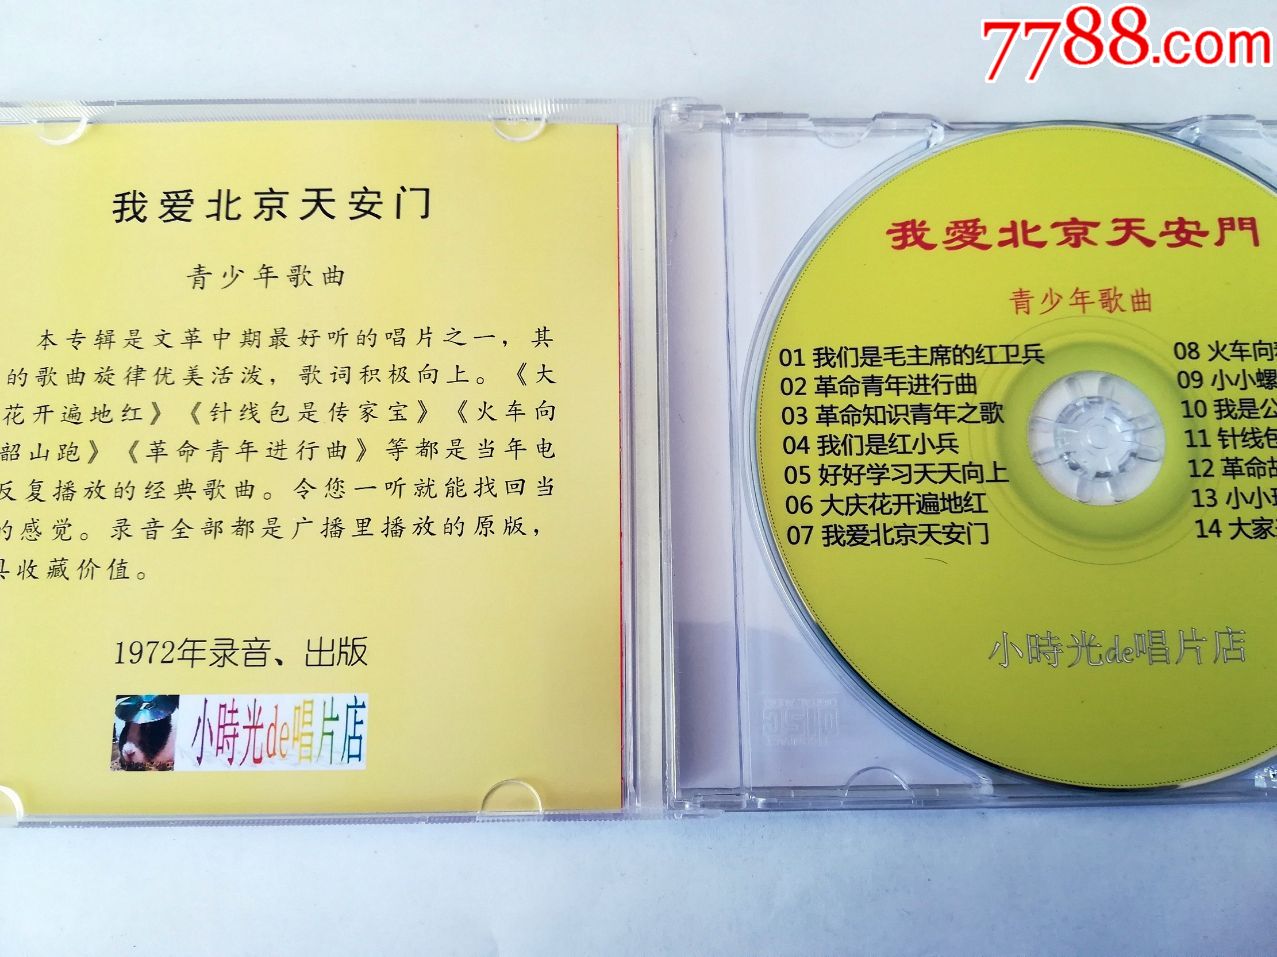 7788.com
我爱北京天安门
青少年歌曲
本专辑是文革中期最好听的唱片之一，其
的歌曲旋律优美活泼，歌词积极向上。《大
花开遍地红》《针线包是传家宝》《火车向
韶山跑》《革命青年进行曲》等都是当年电
反复播放的经典歌曲。令您一听就能找回当
的感觉。录音全部都是广播里播放的原版，
具收藏价值。
1972年录音、出版
小時光de唱片店
我愛北京天安門
青少年歌曲
01 我们是毛主席的红卫兵
02 革命青年进行曲
03 革命知识青年之歌
04 我们是红小兵
05 好好学习天天向上
06 大庆花开遍地红
07 我爱北京天安门
08 火车向
09 小小螺
10 我是公
11 针线包
12 革命故
13 小小
14 大家
小時光de唱片店